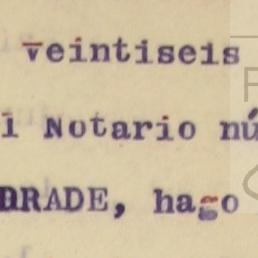 veintiseis
i Notario nú
DRADE, hago